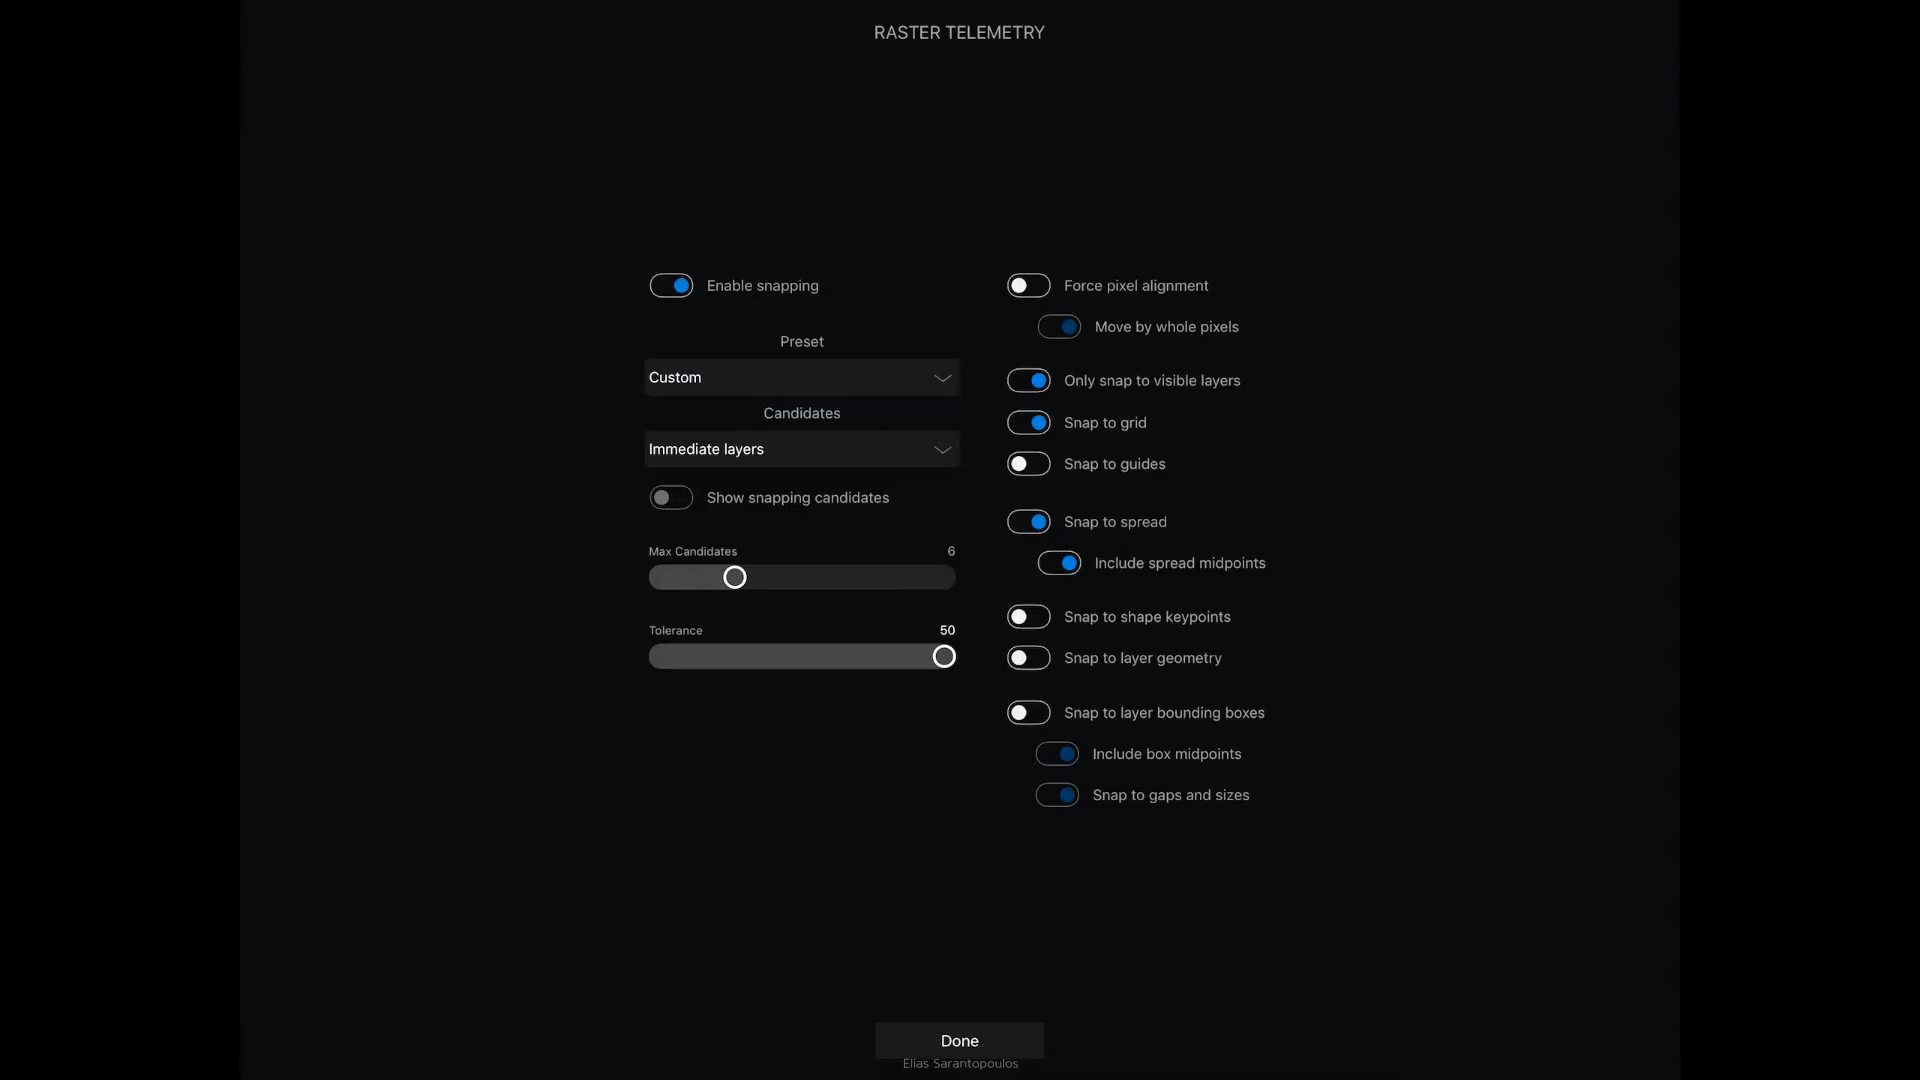 RASTER TELEMETRY
Enable snapping
Preset
Custom
Candidates
Immediate layers
Show snapping candidates
Max Candidates 6
Tolerance 50
Force pixel alignment
Move by whole pixels
Only snap to visible layers
Snap to grid
Snap to guides
Snap to spread
Include spread midpoints
Snap to shape keypoints
Snap to layer geometry
Snap to layer bounding boxes
Include box midpoints
Snap to gaps and sizes
Done
Elias Sarantopoulos